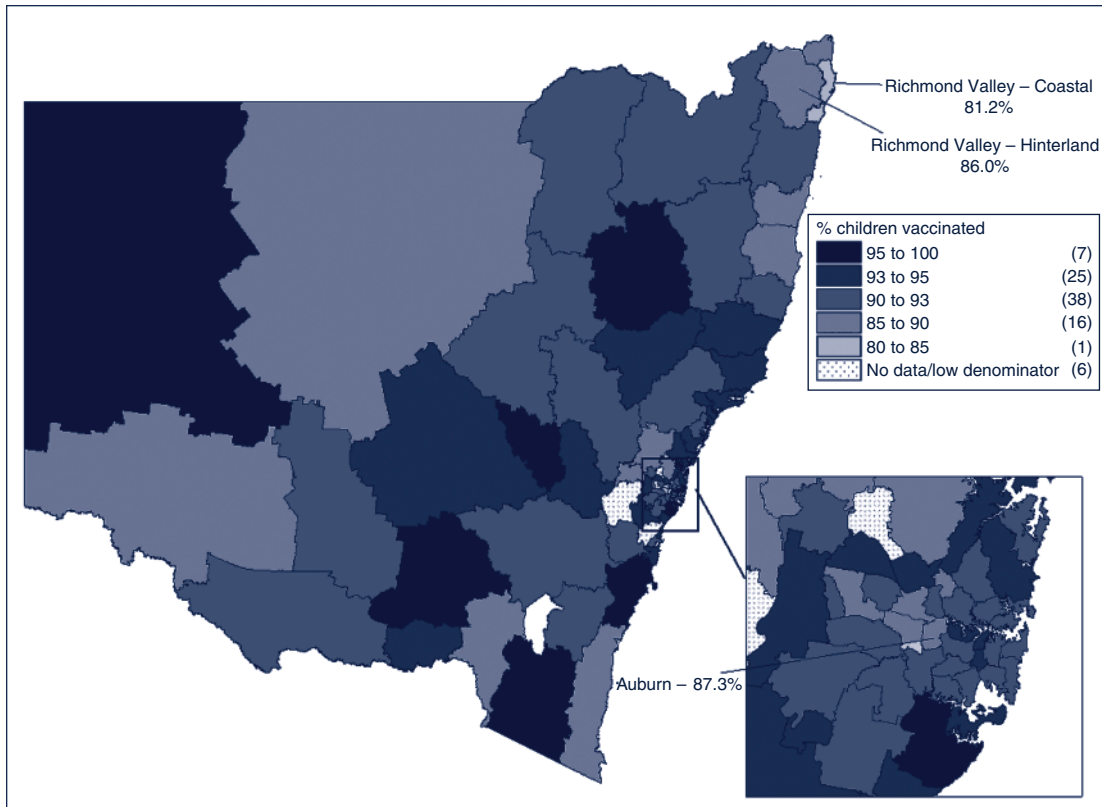 Richmond Valley – Coastal
81.2%
Richmond Valley – Hinterland
86.0%
% children vaccinated
95 to 100 (7)
93 to 95 (25)
90 to 93 (38)
85 to 90 (16)
80 to 85 (1)
No data/low denominator (6)
Auburn – 87.3%